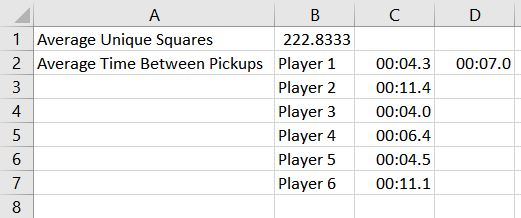 A B C D
1 Average Unique Squares 222.8333
2 Average Time Between Pickups Player 1 00:04.3 00:07.0
3 Player 2 00:11.4
4 Player 3 00:04.0
5 Player 4 00:06.4
6 Player 5 00:04.5
7 Player 6 00:11.1
8